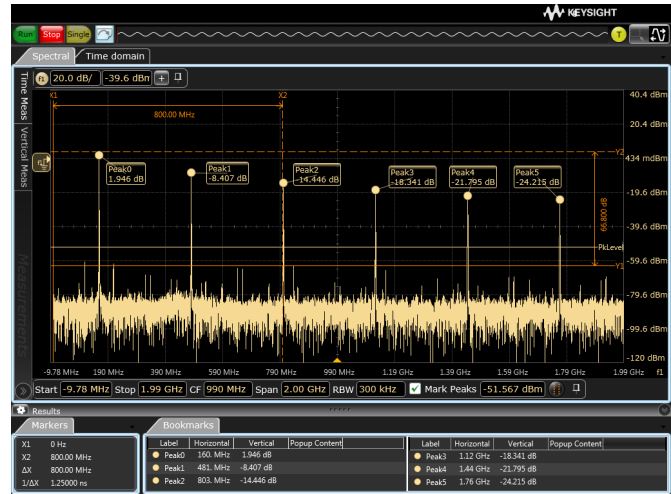 KEYSIGHT
Run Stop Single T
Spectral Time domain
Time Meas Vertical Meas Measurements
f1 20.0 dB/ -39.6 dBm +
X1 X2 40.4 dBm
800.00 MHz
20.4 dBm
Y2
434 mdBm
Peak0
1.946 dB
Peak1
-8.407 dB
Peak2
-14.446 dB
Peak3
-18.341 dB
Peak4
-21.795 dB
Peak5
-24.215 dB
-19.6 dBm
66.800 dB
-39.6 dBm
PkLevel
-59.6 dBm
Y1
-79.6 dBm
-99.6 dBm
-120 dBm
-9.78 MHz 190 MHz 390 MHz 590 MHz 790 MHz 990 MHz 1.19 GHz 1.39 GHz 1.59 GHz 1.79 GHz 1.99 GHz f1
Start -9.78 MHz Stop 1.99 GHz CF 990 MHz Span 2.00 GHz RBW 300 kHz Mark Peaks -51.567 dBm
Results
Markers Bookmarks
X1 0 Hz
X2 800.00 MHz
ΔX 800.00 MHz
1/ΔX 1.25000 ns
Label Horizontal Vertical Popup Content
Peak0 160. MHz 1.946 dB
Peak1 481. MHz -8.407 dB
Peak2 803. MHz -14.446 dB
Label Horizontal Vertical Popup Content
Peak3 1.12 GHz -18.341 dB
Peak4 1.44 GHz -21.795 dB
Peak5 1.76 GHz -24.215 dB